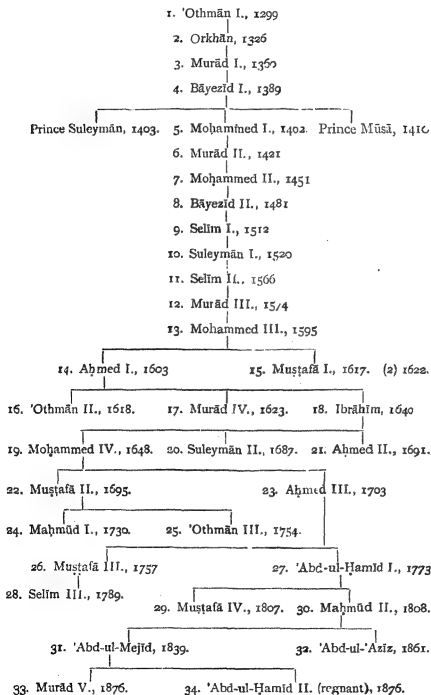 1. 'Othmān I., 1299
2. Orkhān, 1326
3. Murād I., 1360
4. Bāyezīd I., 1389
Prince Suleymān, 1403. 5. Moḥammed I., 1402. Prince Mūsā, 1410
6. Murād II., 1421
7. Moḥammed II., 1451
8. Bāyezīd II., 1481
9. Selīm I., 1512
10. Suleymān I., 1520
11. Selīm II., 1566
12. Murād III., 1574
13. Moḥammed III., 1595
14. Aḥmed I., 1603 15. Muṣṭafā I., 1617. (2) 1622.
16. 'Othmān II., 1618. 17. Murād IV., 1623. 18. Ibrāhīm, 1640
19. Moḥammed IV., 1648. 20. Suleymān II., 1687. 21. Aḥmed II., 1691.
22. Muṣṭafā II., 1695. 23. Aḥmed III., 1703
24. Maḥmūd I., 1730. 25. 'Othmān III., 1754.
26. Muṣṭafā III., 1757 27. 'Abd-ul-Ḥamīd I., 1773
28. Selīm III., 1789.
29. Muṣṭafā IV., 1807. 30. Maḥmūd II., 1808.
31. 'Abd-ul-Mejīd, 1839. 32. 'Abd-ul-'Azīz, 1861.
33. Murād V., 1876. 34. 'Abd-ul-Ḥamīd II. (regnant), 1876.